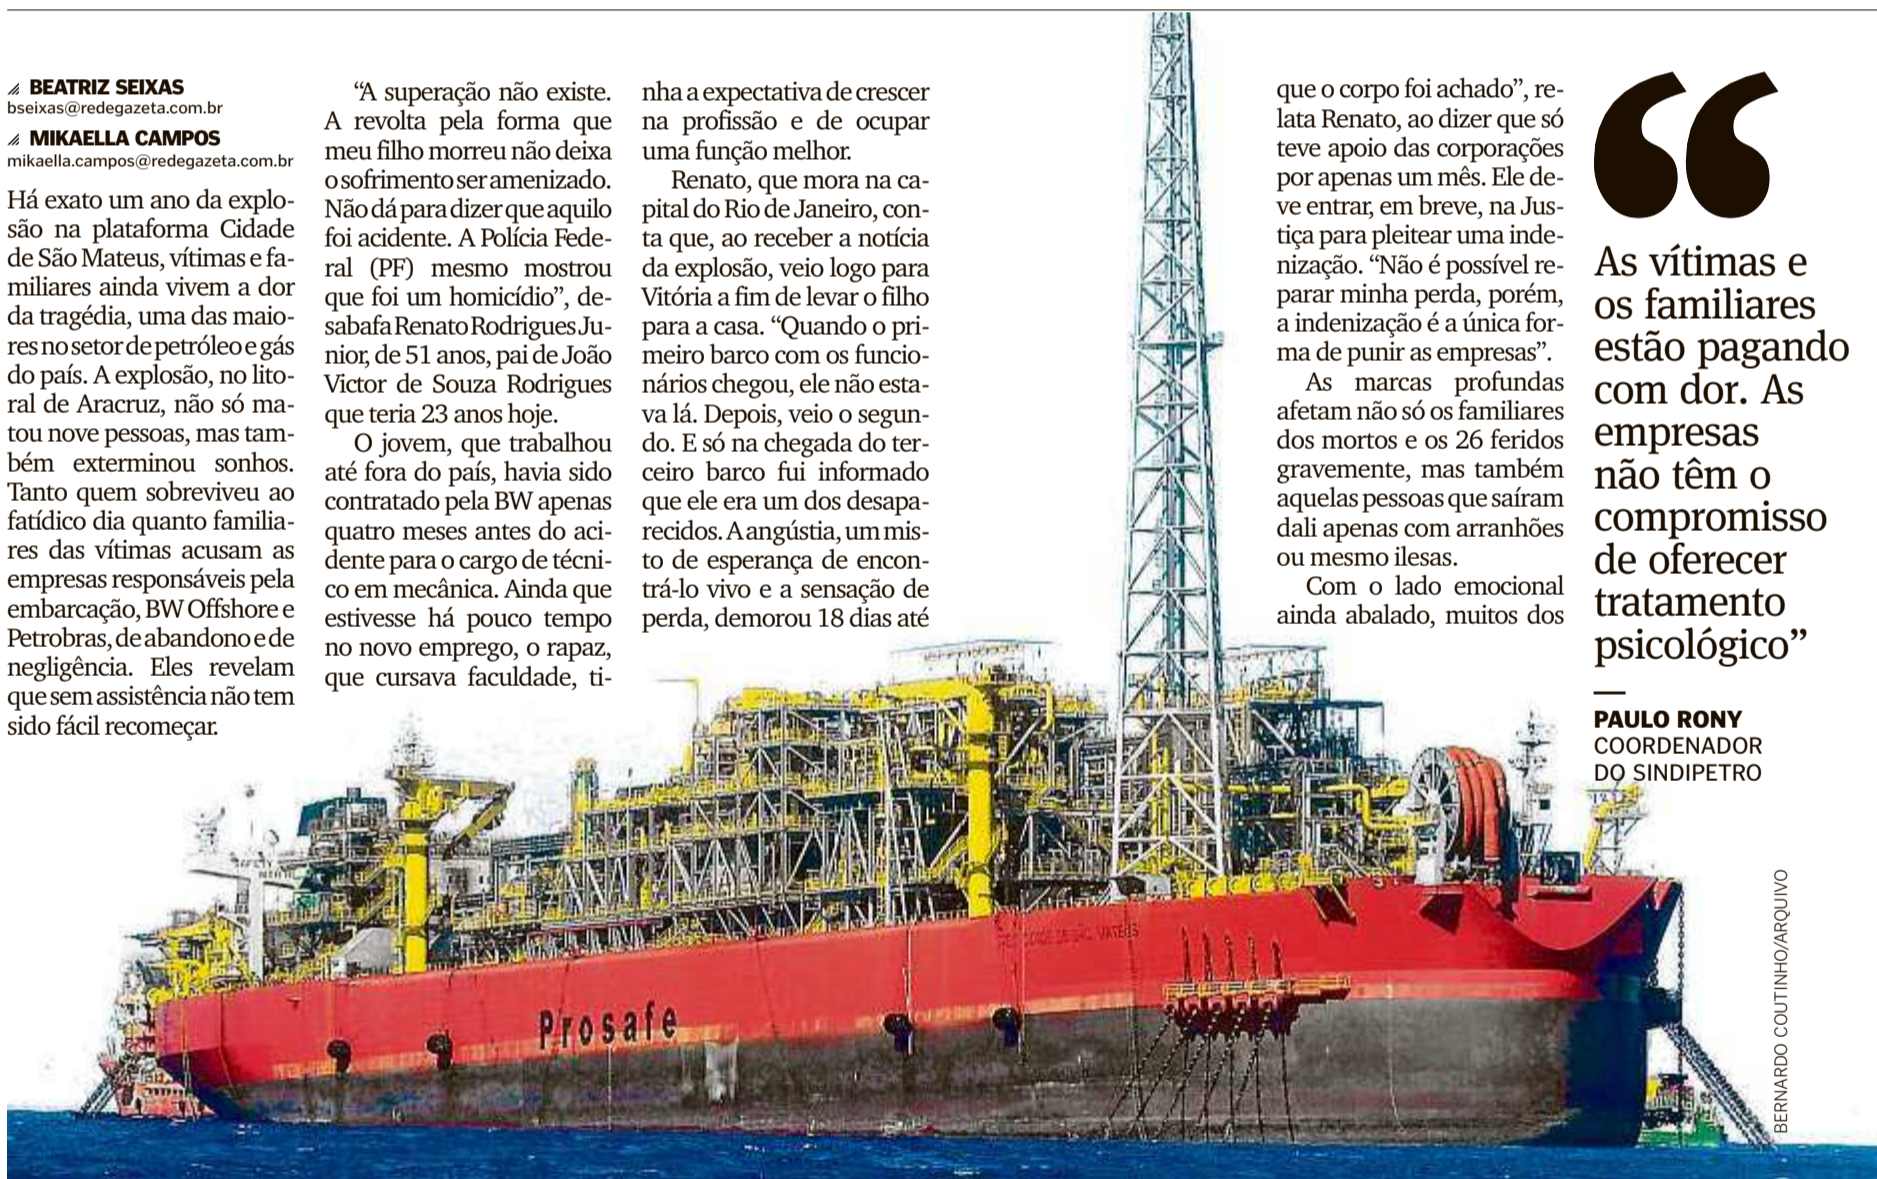 BEATRIZ SEIXAS
bseixas@redegazeta.com.br
MIKAELLA CAMPOS
mikaella.campos@redegazeta.com.br
Há exato um ano da explo-
são na plataforma Cidade
de São Mateus, vítimas e fa-
miliares ainda vivem a dor
da tragédia, uma das maio-
res no setor de petróleo e gás
do país. A explosão, no lito-
ral de Aracruz, não só ma-
tou nove pessoas, mas tam-
bém exterminou sonhos.
Tanto quem sobreviveu ao
fatídico dia quanto familia-
res das vítimas acusam as
empresas responsáveis pela
embarcação, BW Offshore e
Petrobras, de abandono e de
negligência. Eles revelam
que sem assistência não tem
sido fácil recomeçar.
“A superação não existe.
A revolta pela forma que
meu filho morreu não deixa
o sofrimento ser amenizado.
Não dá para dizer que aquilo
foi acidente. A Polícia Fede-
ral (PF) mesmo mostrou
que foi um homicídio”, de-
sabafa Renato Rodrigues Ju-
nior, de 51 anos, pai de João
Victor de Souza Rodrigues
que teria 23 anos hoje.
O jovem, que trabalhou
até fora do país, havia sido
contratado pela BW apenas
quatro meses antes do aci-
dente para o cargo de técni-
co em mecânica. Ainda que
estivesse há pouco tempo
no novo emprego, o rapaz,
que cursava faculdade, ti-
nha a expectativa de crescer
na profissão e de ocupar
uma função melhor.
Renato, que mora na ca-
pital do Rio de Janeiro, con-
ta que, ao receber a notícia
da explosão, veio logo para
Vitória a fim de levar o filho
para a casa. “Quando o pri-
meiro barco com os funcio-
nários chegou, ele não esta-
va lá. Depois, veio o segun-
do. E só na chegada do ter-
ceiro barco fui informado
que ele era um dos desapa-
recidos. A angústia, um mis-
to de esperança de encon-
trá-lo vivo e a sensação de
perda, demorou 18 dias até
que o corpo foi achado”, re-
lata Renato, ao dizer que só
teve apoio das corporações
por apenas um mês. Ele de-
ve entrar, em breve, na Jus-
tiça para pleitear uma inde-
nização. “Não é possível re-
parar minha perda, porém,
a indenização é a única for-
ma de punir as empresas”.
As marcas profundas
afetam não só os familiares
dos mortos e os 26 feridos
gravemente, mas também
aquelas pessoas que saíram
dali apenas com arranhões
ou mesmo ilesas.
Com o lado emocional
ainda abalado, muitos dos
“
As vítimas e
os familiares
estão pagando
com dor. As
empresas
não têm o
compromisso
de oferecer
tratamento
psicológico”
PAULO RONY
COORDENADOR
DO SINDIPETRO
BERNARDO COUTINHO/ARQUIVO
CIDADE DE SÃO MATEUS
Prosafe